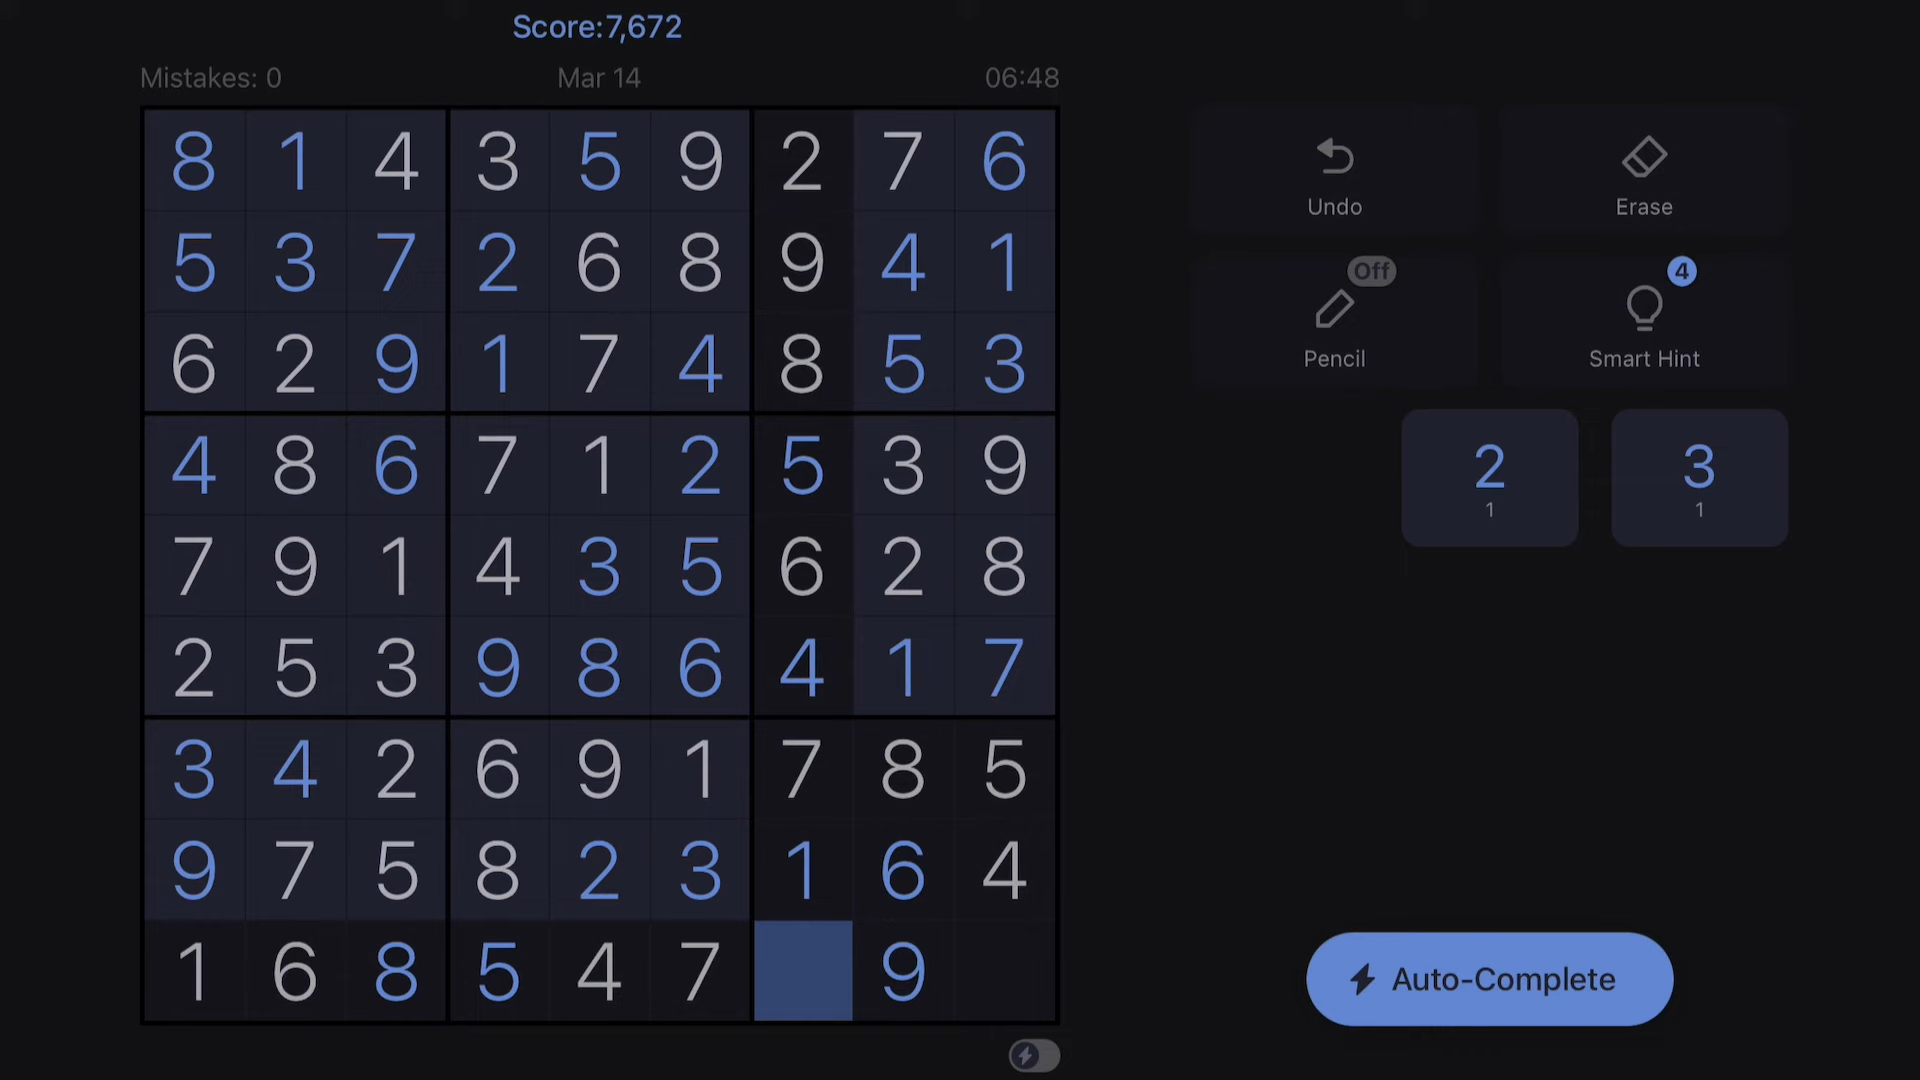 Score:7,672
Mistakes: 0 Mar 14 06:48
8 1 4 3 5 9 2 7 6
5 3 7 2 6 8 9 4 1
6 2 9 1 7 4 8 5 3
4 8 6 7 1 2 5 3 9
7 9 1 4 3 5 6 2 8
2 5 3 9 8 6 4 1 7
3 4 2 6 9 1 7 8 5
9 7 5 8 2 3 1 6 4
1 6 8 5 4 7 9
Undo
Erase
Off
Pencil
4
Smart Hint
2
1
3
1
Auto-Complete